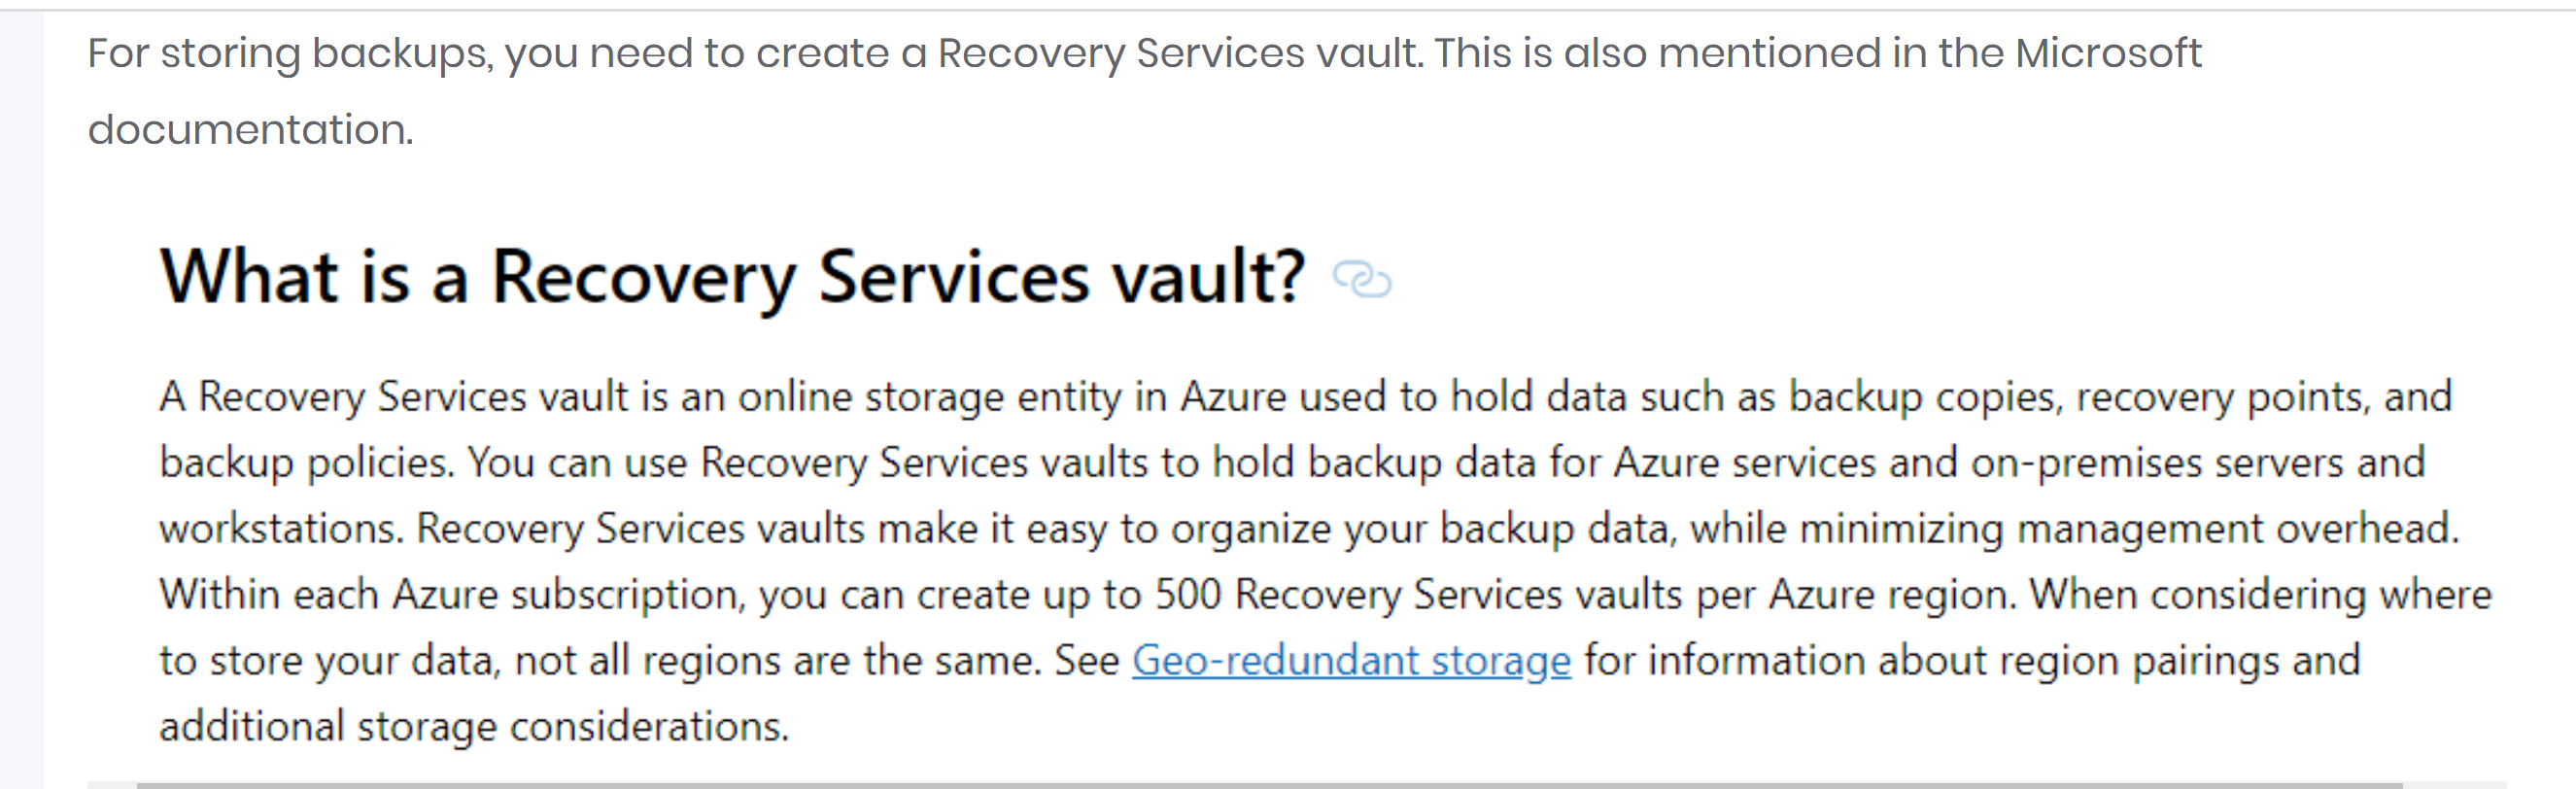 For storing backups, you need to create a Recovery Services vault. This is also mentioned in the Microsoft
documentation.
What is a Recovery Services vault?
A Recovery Services vault is an online storage entity in Azure used to hold data such as backup copies, recovery points, and
backup policies. You can use Recovery Services vaults to hold backup data for Azure services and on-premises servers and
workstations. Recovery Services vaults make it easy to organize your backup data, while minimizing management overhead.
Within each Azure subscription, you can create up to 500 Recovery Services vaults per Azure region. When considering where
to store your data, not all regions are the same. See Geo-redundant storage for information about region pairings and
additional storage considerations.